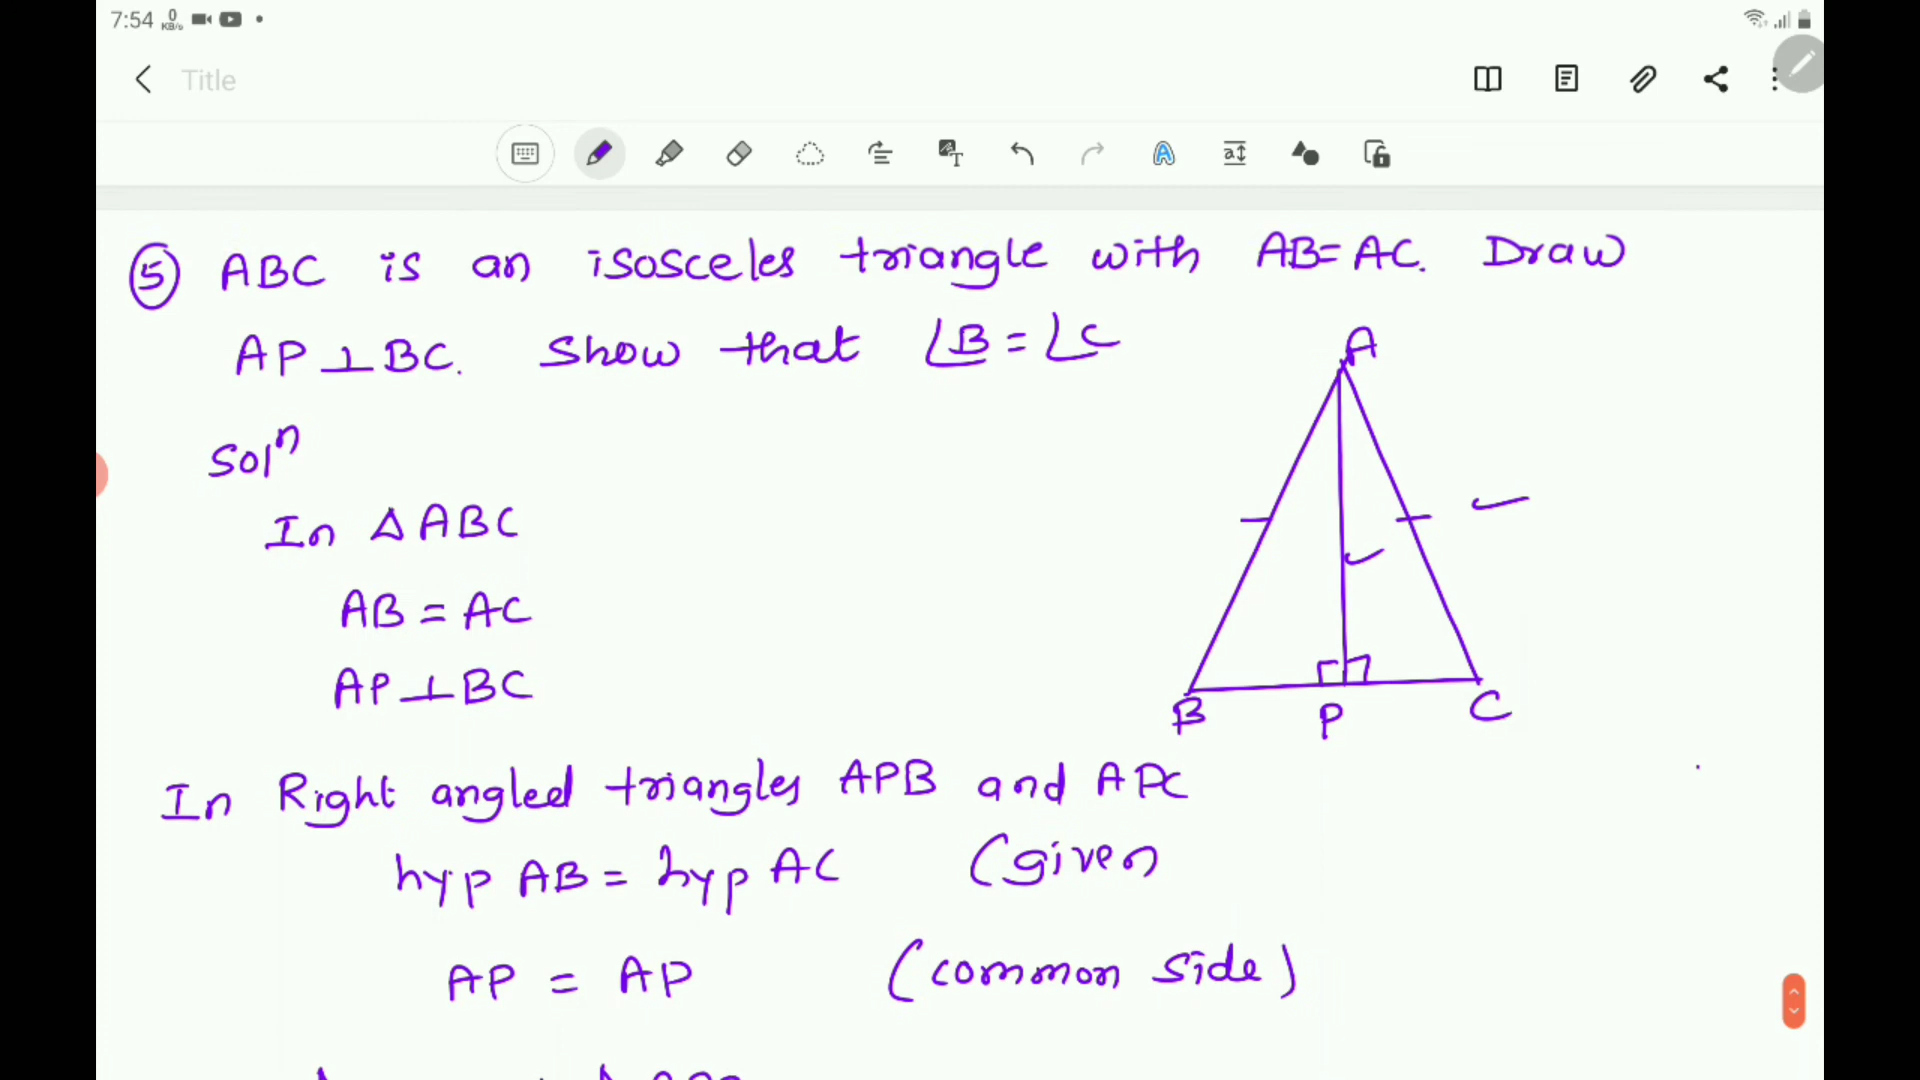 7:54 0 KB/s
Title
⑤ ABC is an isosceles triangle with AB=AC. Draw
AP⊥BC. Show that ∠B=∠C
A
Solⁿ
In △ABC
AB=AC
AP⊥BC
B P C
In Right angled triangles APB and APC
hyp AB = hyp AC (given
AP = AP (common side)